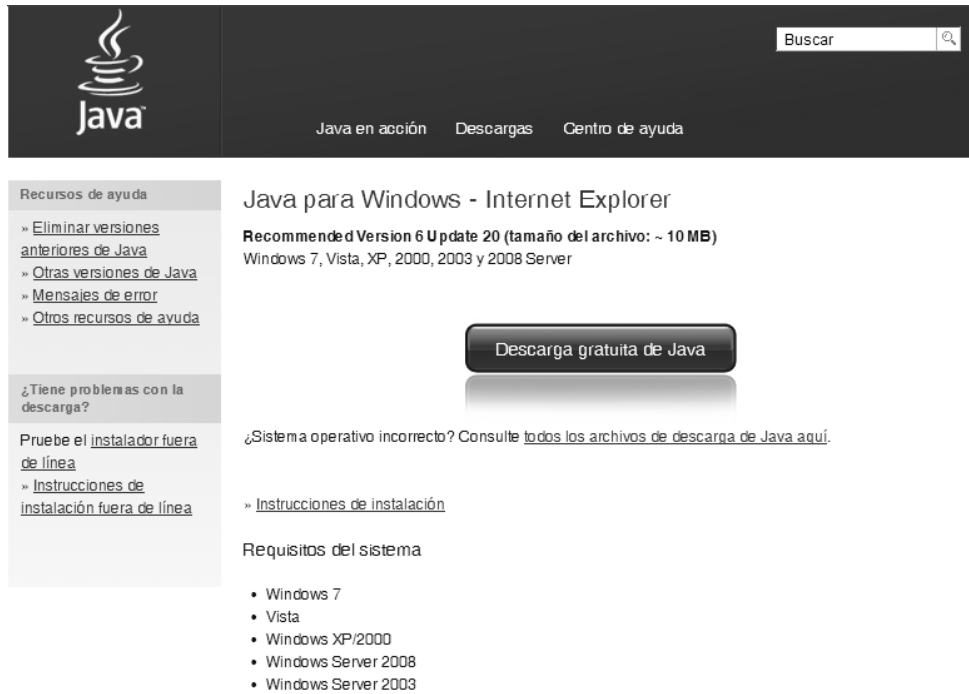 Java™
Buscar
Java en acción Descargas Centro de ayuda
Recursos de ayuda
» Eliminar versiones
anteriores de Java
» Otras versiones de Java
» Mensajes de error
» Otros recursos de ayuda
¿Tiene problemas con la
descarga?
Pruebe el instalador fuera
de línea
» Instrucciones de
instalación fuera de línea
Java para Windows - Internet Explorer
Recommended Version 6 Update 20 (tamaño del archivo: ~ 10 MB)
Windows 7, Vista, XP, 2000, 2003 y 2008 Server
Descarga gratuita de Java
¿Sistema operativo incorrecto? Consulte todos los archivos de descarga de Java aquí.
» Instrucciones de instalación
Requisitos del sistema
• Windows 7
• Vista
• Windows XP/2000
• Windows Server 2008
• Windows Server 2003